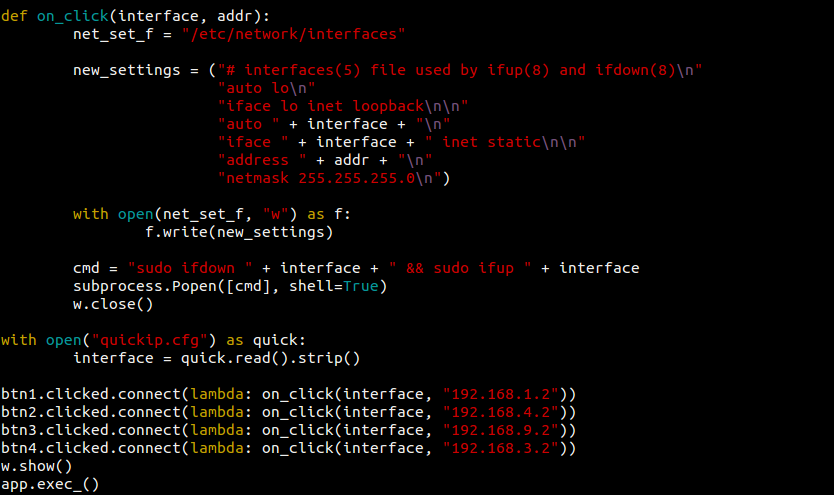 def on_click(interface, addr):
        net_set_f = "/etc/network/interfaces"

        new_settings = ("# interfaces(5) file used by ifup(8) and ifdown(8)\n"
                        "auto lo\n"
                        "iface lo inet loopback\n\n"
                        "auto " + interface + "\n"
                        "iface " + interface + " inet static\n\n"
                        "address " + addr + "\n"
                        "netmask 255.255.255.0\n")

        with open(net_set_f, "w") as f:
                f.write(new_settings)

        cmd = "sudo ifdown " + interface + " && sudo ifup " + interface
        subprocess.Popen([cmd], shell=True)
        w.close()

with open("quickip.cfg") as quick:
        interface = quick.read().strip()

btn1.clicked.connect(lambda: on_click(interface, "192.168.1.2"))
btn2.clicked.connect(lambda: on_click(interface, "192.168.4.2"))
btn3.clicked.connect(lambda: on_click(interface, "192.168.9.2"))
btn4.clicked.connect(lambda: on_click(interface, "192.168.3.2"))
w.show()
app.exec_()